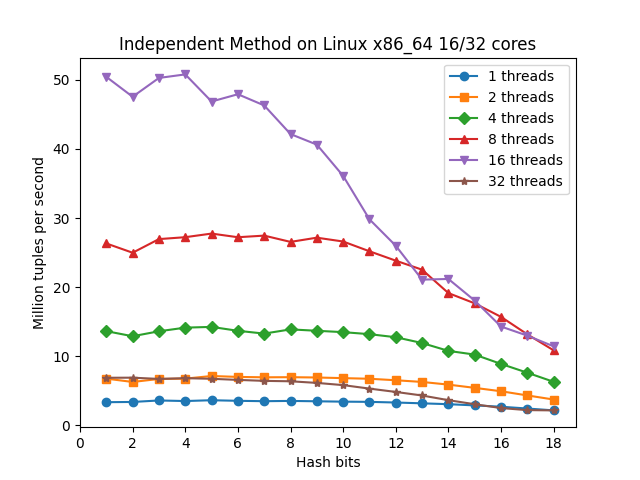 Independent Method on Linux x86_64 16/32 cores
Million tuples per second
50
40
30
20
10
0
1 threads
2 threads
4 threads
8 threads
16 threads
32 threads
0 2 4 6 8 10 12 14 16 18
Hash bits